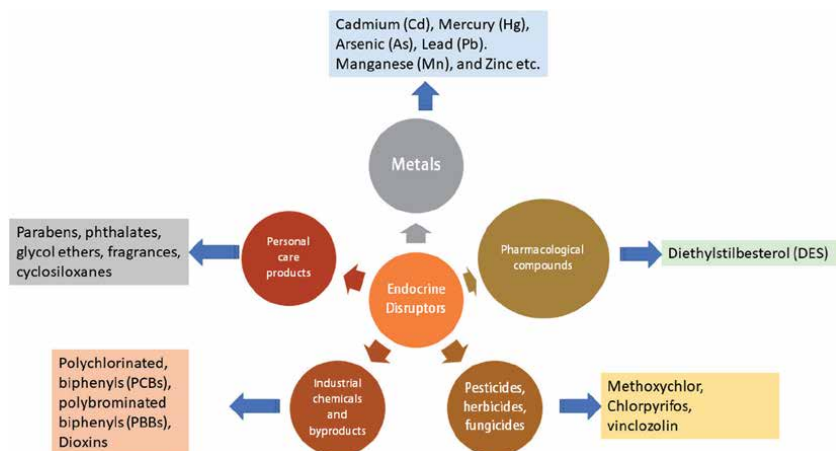 Cadmium (Cd), Mercury (Hg),
Arsenic (As), Lead (Pb).
Manganese (Mn), and Zinc etc.
Metals
Parabens, phthalates,
glycol ethers, fragrances,
cyclosiloxanes
Personal
care
products
Pharmacological
compounds
Diethylstilbesterol (DES)
Endocrine
Disruptors
Polychlorinated,
biphenyls (PCBs),
polybrominated
biphenyls (PBBs),
Dioxins
Industrial
chemicals
and
byproducts
Pesticides,
herbicides,
fungicides
Methoxychlor,
Chlorpyrifos,
vinclozolin